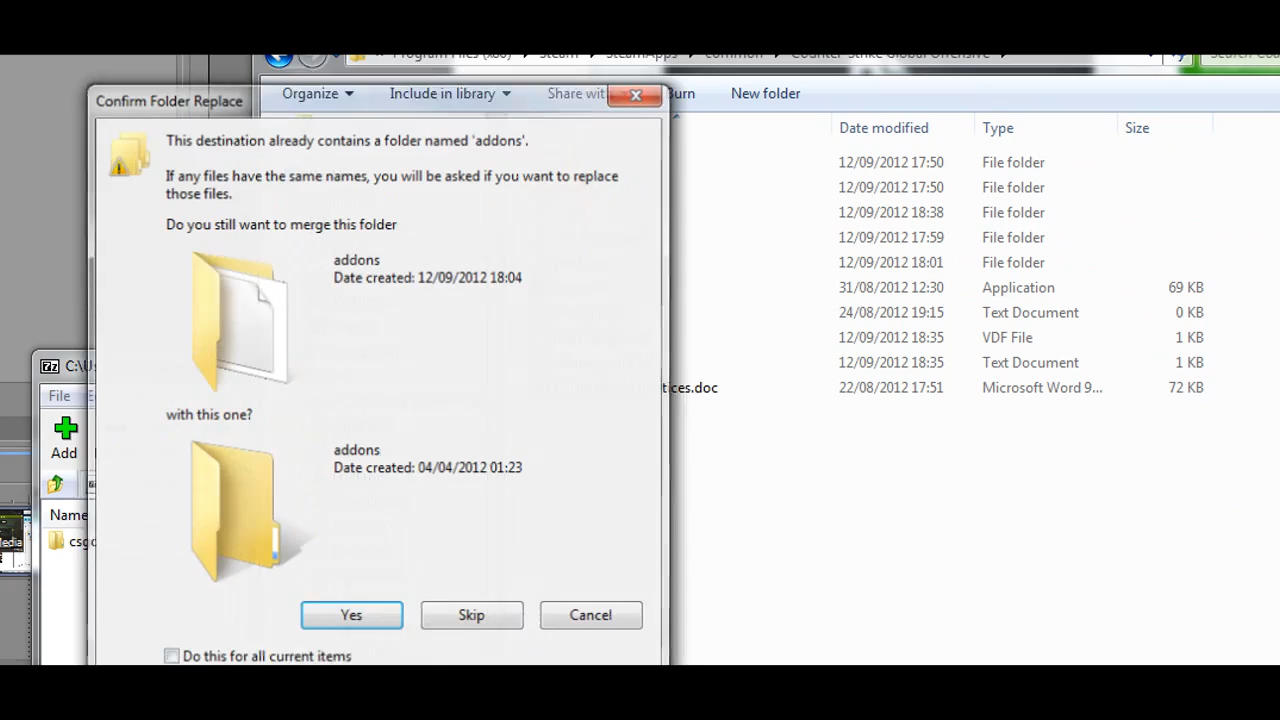 Program Files (x86) Steam SteamApps common Counter-Strike Global Offensive
Organize Include in library Share with Burn New folder
Confirm Folder Replace
This destination already contains a folder named 'addons'.
If any files have the same names, you will be asked if you want to replace
those files.
Do you still want to merge this folder
addons
Date created: 12/09/2012 18:04
with this one?
addons
Date created: 04/04/2012 01:23
Yes Skip Cancel
Do this for all current items
Date modified Type Size
12/09/2012 17:50 File folder
12/09/2012 17:50 File folder
12/09/2012 18:38 File folder
12/09/2012 17:59 File folder
12/09/2012 18:01 File folder
31/08/2012 12:30 Application 69 KB
24/08/2012 19:15 Text Document 0 KB
12/09/2012 18:35 VDF File 1 KB
12/09/2012 18:35 Text Document 1 KB
tices.doc 22/08/2012 17:51 Microsoft Word 9... 72 KB
7z C:\U
File
Add
Name
csg
Media